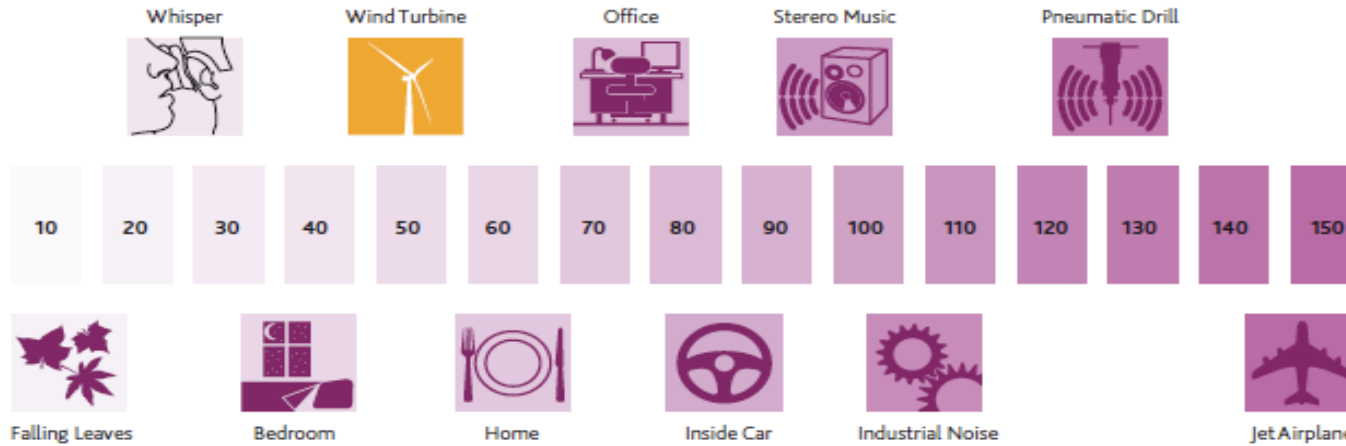 Whisper Wind Turbine Office Sterero Music Pneumatic Drill
10 20 30 40 50 60 70 80 90 100 110 120 130 140 150
Falling Leaves Bedroom Home Inside Car Industrial Noise Jet Airplane